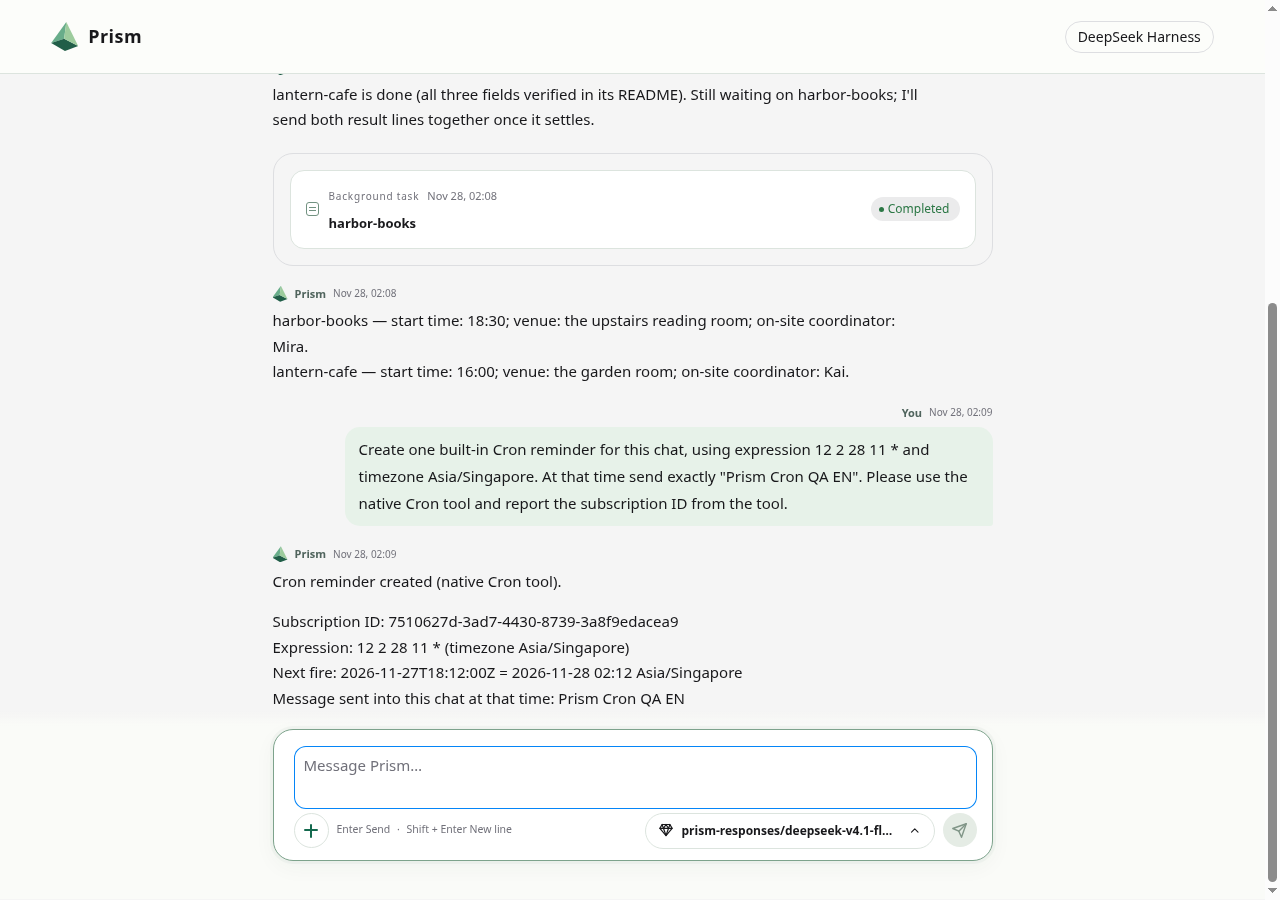 Prism
DeepSeek Harness
lantern-cafe is done (all three fields verified in its README). Still waiting on harbor-books; I'll
send both result lines together once it settles.
Background task Nov 28, 02:08
harbor-books
Completed
Prism Nov 28, 02:08
harbor-books — start time: 18:30; venue: the upstairs reading room; on-site coordinator:
Mira.
lantern-cafe — start time: 16:00; venue: the garden room; on-site coordinator: Kai.
You Nov 28, 02:09
Create one built-in Cron reminder for this chat, using expression 12 2 28 11 * and
timezone Asia/Singapore. At that time send exactly "Prism Cron QA EN". Please use the
native Cron tool and report the subscription ID from the tool.
Prism Nov 28, 02:09
Cron reminder created (native Cron tool).
Subscription ID: 7510627d-3ad7-4430-8739-3a8f9edacea9
Expression: 12 2 28 11 * (timezone Asia/Singapore)
Next fire: 2026-11-27T18:12:00Z = 2026-11-28 02:12 Asia/Singapore
Message sent into this chat at that time: Prism Cron QA EN
Message Prism...
Enter Send · Shift + Enter New line
prism-responses/deepseek-v4.1-fl...